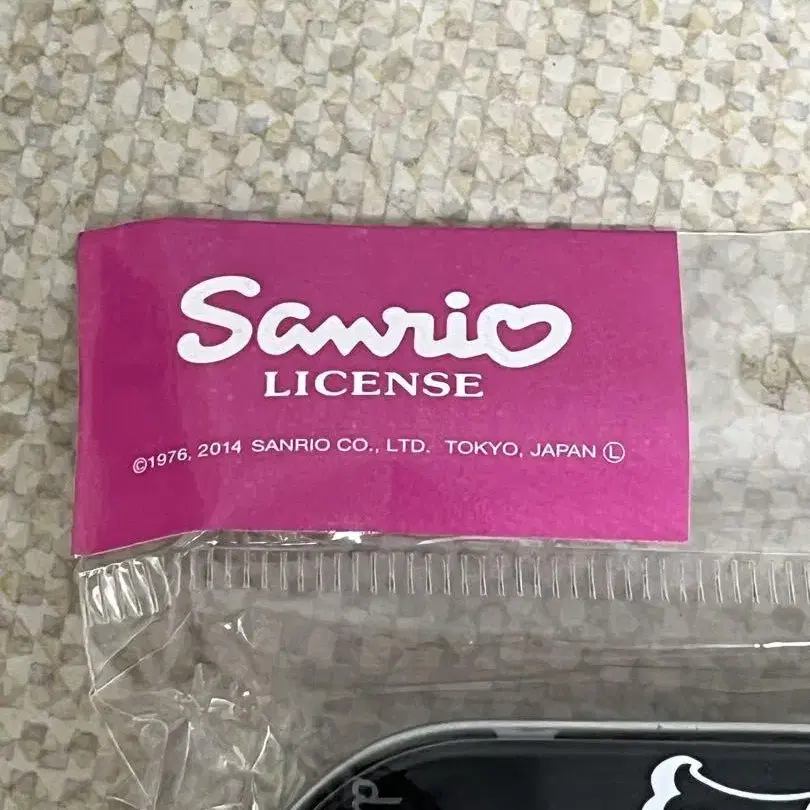 Sanrio
LICENSE
©1976, 2014 SANRIO CO., LTD. TOKYO, JAPAN Ⓛ